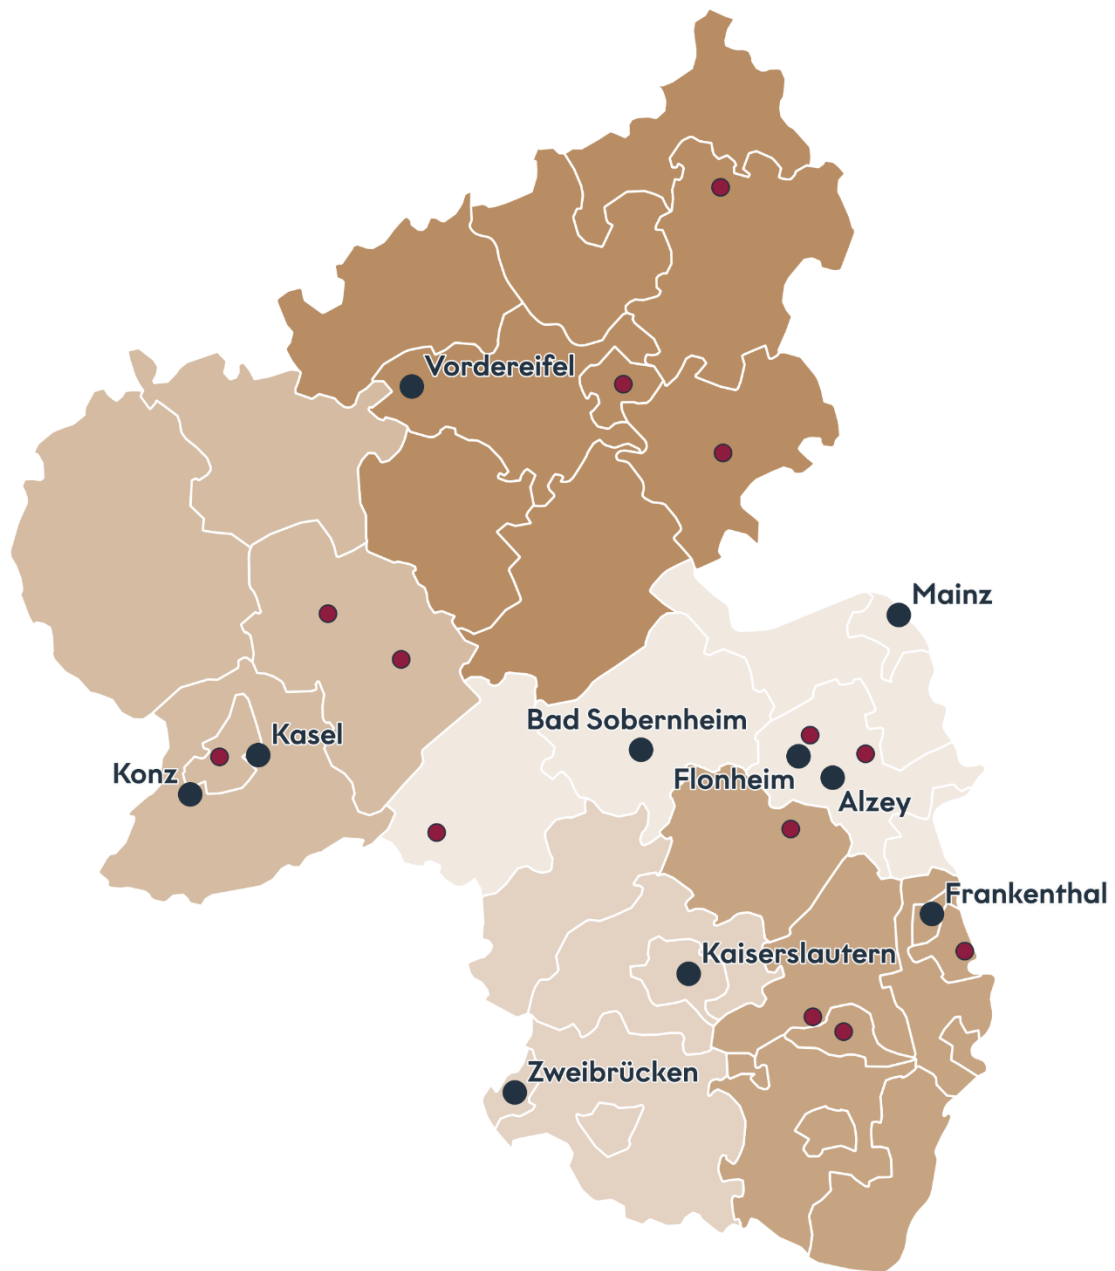 Vordereifel
Mainz
Bad Sobernheim
Kasel
Konz
Flonheim
Alzey
Frankenthal
Kaiserslautern
Zweibrücken